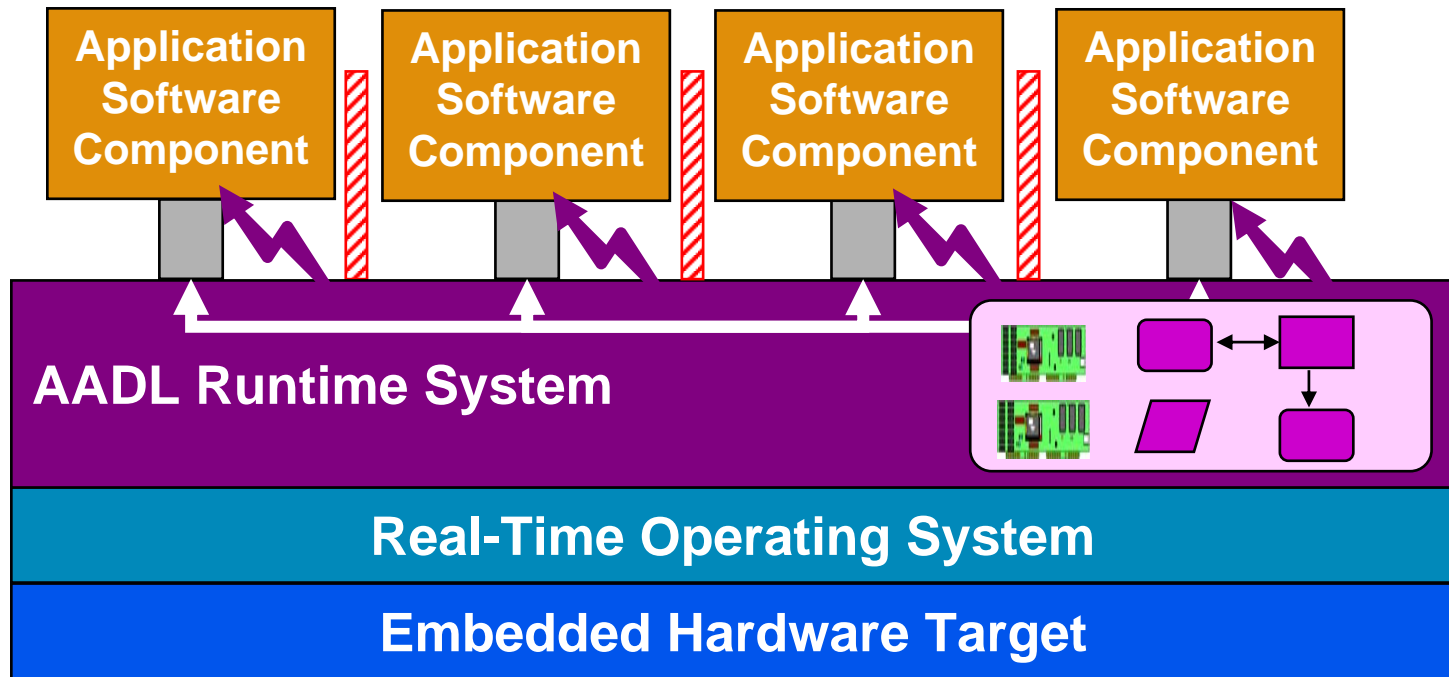 Application
Software
Component
Application
Software
Component
Application
Software
Component
Application
Software
Component
AADL Runtime System
Real-Time Operating System
Embedded Hardware Target